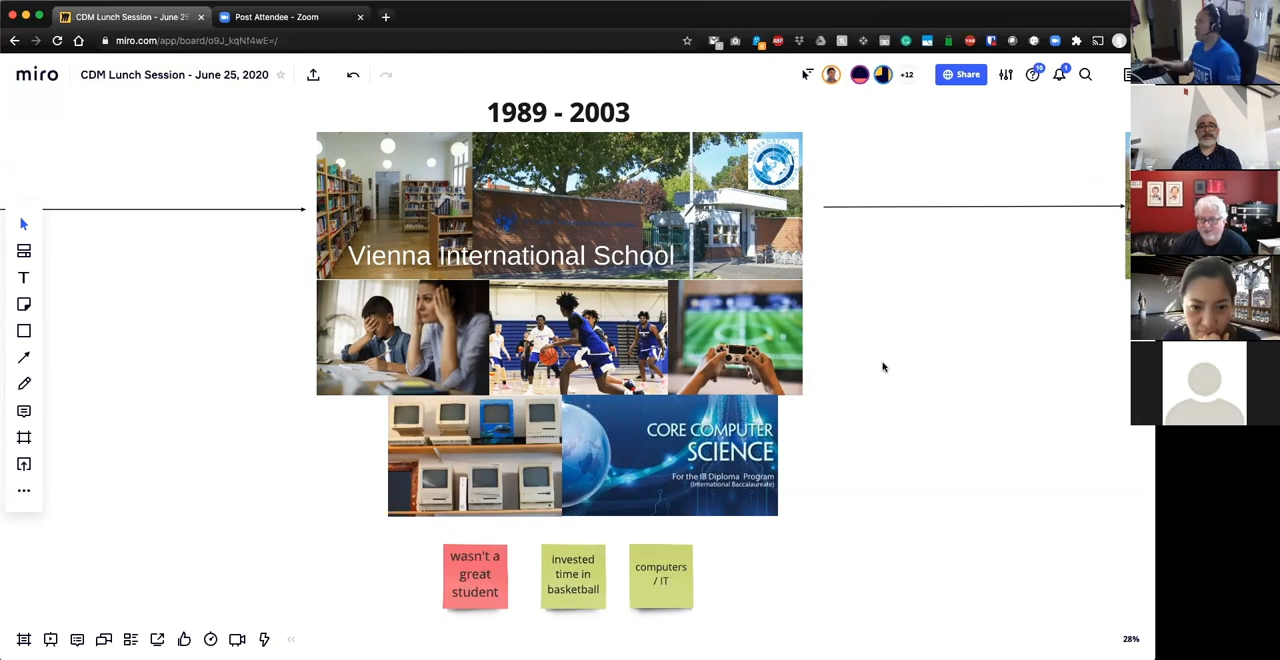 CDM Lunch Session - June 25
Post Attendee - Zoom
miro.com/app/board/o9J_kqNf4wE=/
miro
CDM Lunch Session - June 25, 2020
+12
Share
10
1
1989 - 2003
Vienna International School
CORE COMPUTER
SCIENCE
For the IB Diploma Program
(International Baccalaureate)
wasn't a
great
student
invested
time in
basketball
computers
/ IT
28%